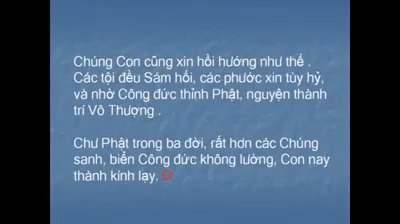 Chúng Con cũng xin hồi hướng như thế .
Các tội đều Sám hối, các phước xin tùy hỷ,
và nhờ Công đức thỉnh Phật, nguyện thành
trí Vô Thượng .
Chư Phật trong ba đời, rất hơn các Chúng
sanh, biển Công đức không lường, Con nay
thành kính lạy. O